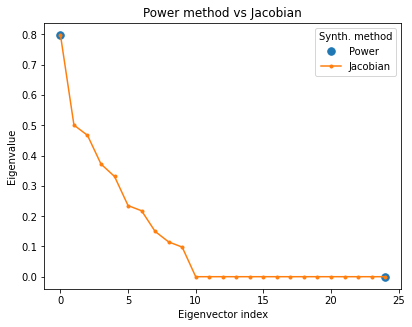 Power method vs Jacobian
Synth. method
Power
Jacobian
Eigenvalue
0.8
0.7
0.6
0.5
0.4
0.3
0.2
0.1
0.0
0 5 10 15 20 25
Eigenvector index